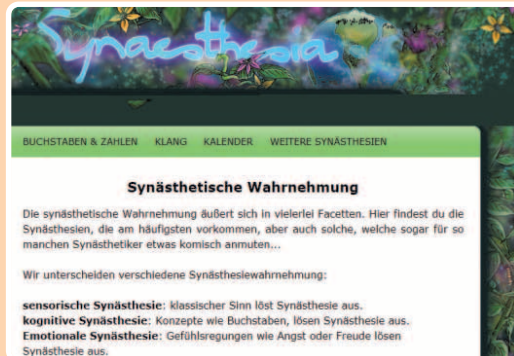 Synaesthesia
BUCHSTABEN & ZAHLEN KLANG KALENDER WEITERE SYNÄSTHESIEN
Synästhetische Wahrnehmung
Die synästhetische Wahrnehmung äußert sich in vielerlei Facetten. Hier findest du die
Synästhesien, die am häufigsten vorkommen, aber auch solche, welche sogar für so
manchen Synästhetiker etwas komisch anmuten...
Wir unterscheiden verschiedene Synästhesiewahrnehmung:
sensorische Synästhesie: klassischer Sinn löst Synästhesie aus.
kognitive Synästhesie: Konzepte wie Buchstaben, lösen Synästhesie aus.
Emotionale Synästhesie: Gefühlsregungen wie Angst oder Freude lösen
Synästhesie aus.